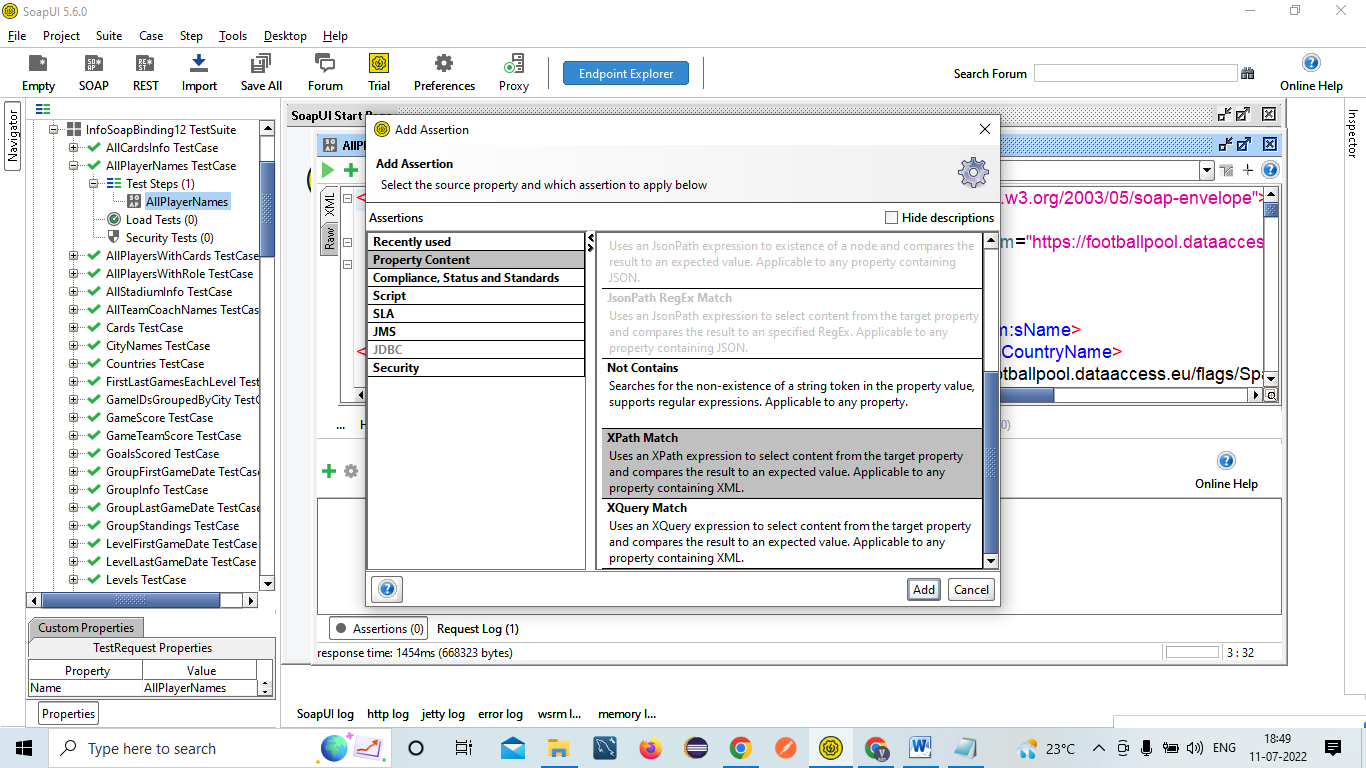 SoapUI 5.6.0
File Project Suite Case Step Tools Desktop Help
Empty SOAP REST Import Save All Forum Trial Preferences Proxy Endpoint Explorer Search Forum Online Help
Navigator
Inspector
InfoSoapBinding12 TestSuite
AllCardsInfo TestCase
AllPlayerNames TestCase
Test Steps (1)
AllPlayerNames
Load Tests (0)
Security Tests (0)
AllPlayersWithCards TestCase
AllPlayersWithRole TestCase
AllStadiumInfo TestCase
AllTeamCoachNames TestCas
Cards TestCase
CityNames TestCase
Countries TestCase
FirstLastGamesEachLevel Test
GameIDsGroupedByCity TestC
GameScore TestCase
GameTeamScore TestCase
GoalsScored TestCase
GroupFirstGameDate TestCas
GroupInfo TestCase
GroupLastGameDate TestCas
GroupStandings TestCase
LevelFirstGameDate TestCase
LevelLastGameDate TestCase
Levels TestCase
Custom Properties
TestRequest Properties
Property Value
Name AllPlayerNames
Properties
SoapUI Start
AllPl
XML
Raw
.w3.org/2003/05/soap-envelope">
m="https://footballpool.dataaccess
m:sName>
CountryName>
otballpool.dataaccess.eu/flags/Spa
Add Assertion
Add Assertion
Select the source property and which assertion to apply below
Assertions
Hide descriptions
Recently used
Property Content
Compliance, Status and Standards
Script
SLA
JMS
JDBC
Security
Uses an JsonPath expression to existence of a node and compares the
result to an expected value. Applicable to any property containing
JSON.
JsonPath RegEx Match
Uses an JsonPath expression to select content from the target property
and compares the result to an specified RegEx. Applicable to any
property containing JSON.
Not Contains
Searches for the non-existence of a string token in the property value,
supports regular expressions. Applicable to any property.
XPath Match
Uses an XPath expression to select content from the target property
and compares the result to an expected value. Applicable to any
property containing XML.
XQuery Match
Uses an XQuery expression to select content from the target property
and compares the result to an expected value. Applicable to any
property containing XML.
Add Cancel
... H
0)
Online Help
Assertions (0) Request Log (1)
response time: 1454ms (668323 bytes)
3 : 32
SoapUI log http log jetty log error log wsrm l... memory l...
Type here to search
23°C
ENG
18:49
11-07-2022